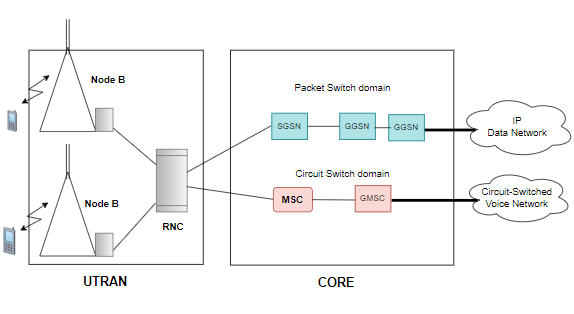 Node B
Packet Switch domain
SGSN
GGSN
GGSN
IP
Data Network
Circuit Switch domain
Node B
MSC
GMSC
Circuit-Switched
Voice Network
RNC
UTRAN
CORE